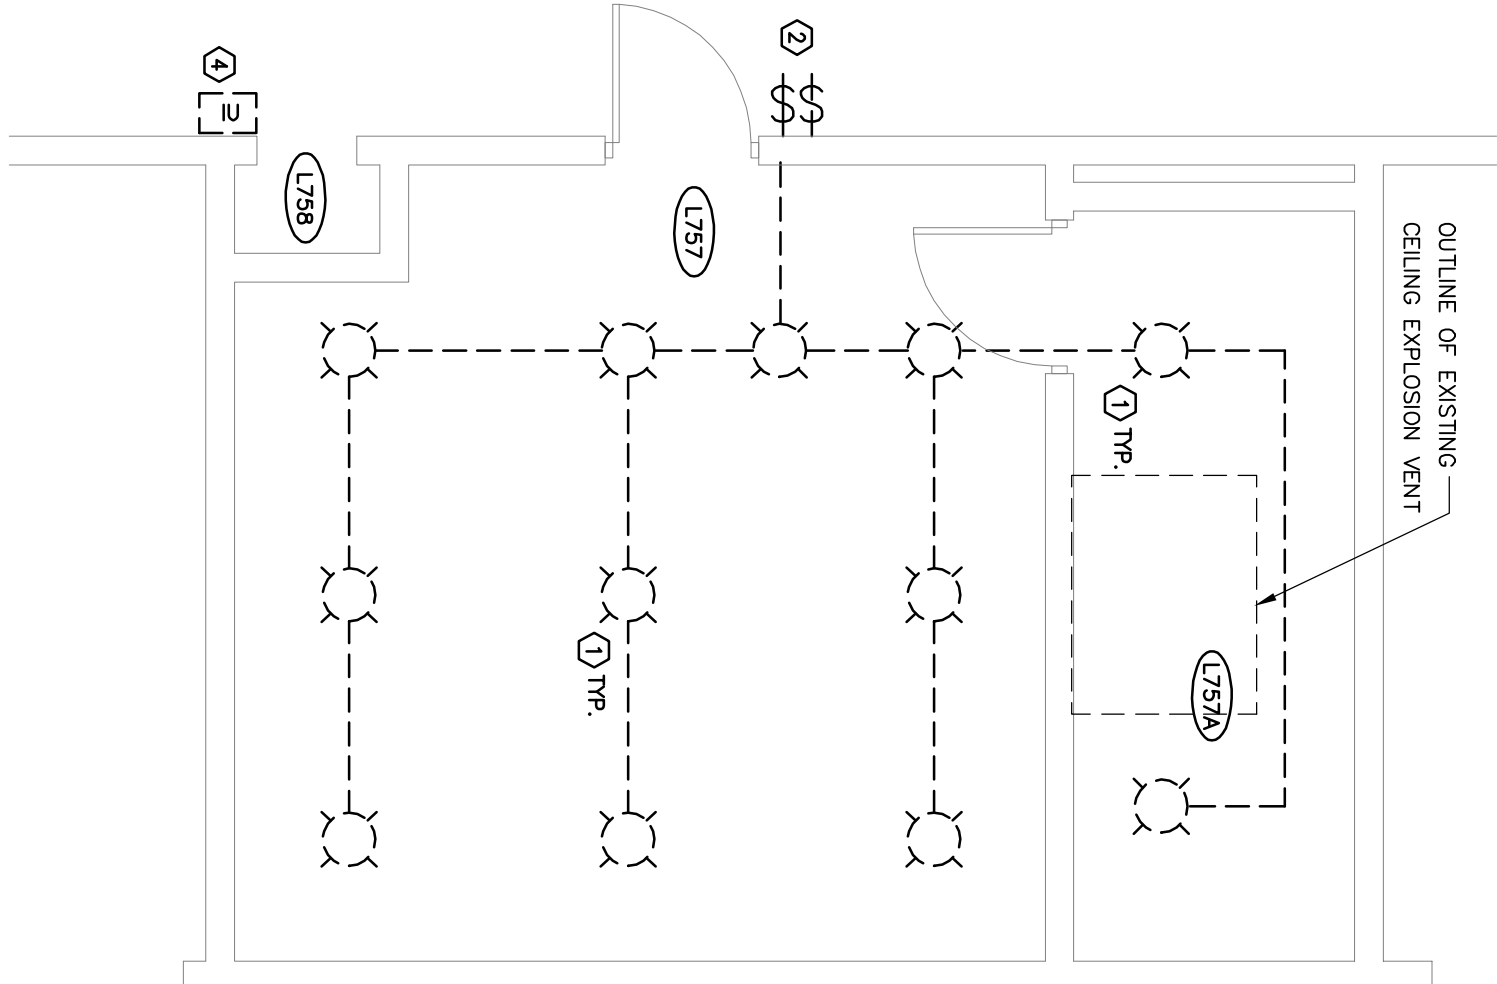 OUTLINE OF EXISTING
CEILING EXPLOSION VENT
L757A
1 TYP.
2
$$
L757
1 TYP.
L758
4